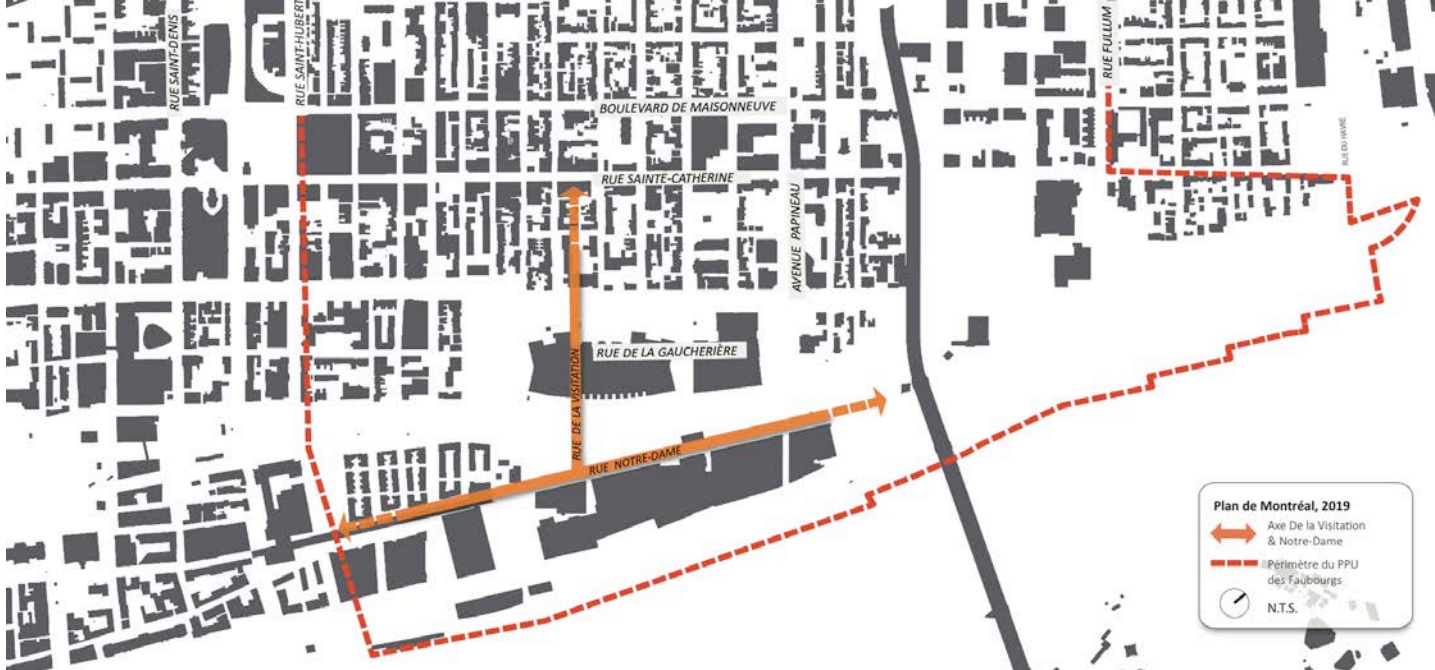 RUE SAINT-DENIS
RUE SAINT-HUBERT
RUE FULLUM
BOULEVARD DE MAISONNEUVE
RUE DU HAVRE
RUE SAINTE-CATHERINE
AVENUE PAPINEAU
RUE DE LA GAUCHERIÈRE
RUE DE LA VISITATION
RUE NOTRE-DAME
Plan de Montréal, 2019
Axe De la Visitation
& Notre-Dame
Périmètre du PPU
des Faubourgs
N.T.S.